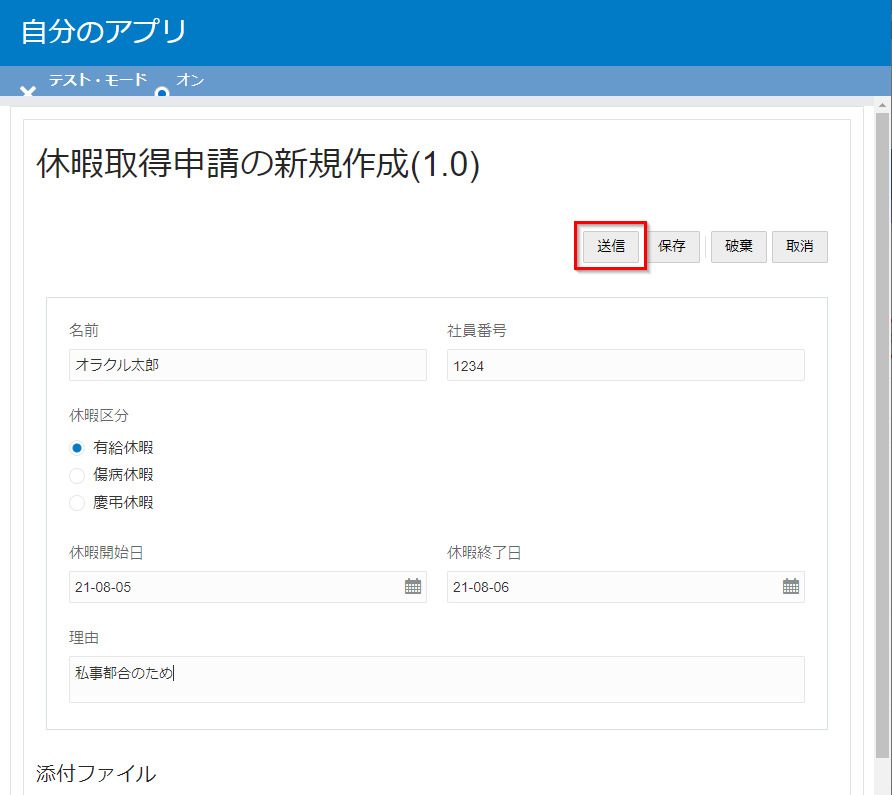 自分のアプリ
テスト・モード オン
休暇取得申請の新規作成(1.0)
送信 保存 破棄 取消
名前 社員番号
オラクル太郎 1234
休暇区分
有給休暇
傷病休暇
慶弔休暇
休暇開始日 休暇終了日
21-08-05 21-08-06
理由
私事都合のため
添付ファイル